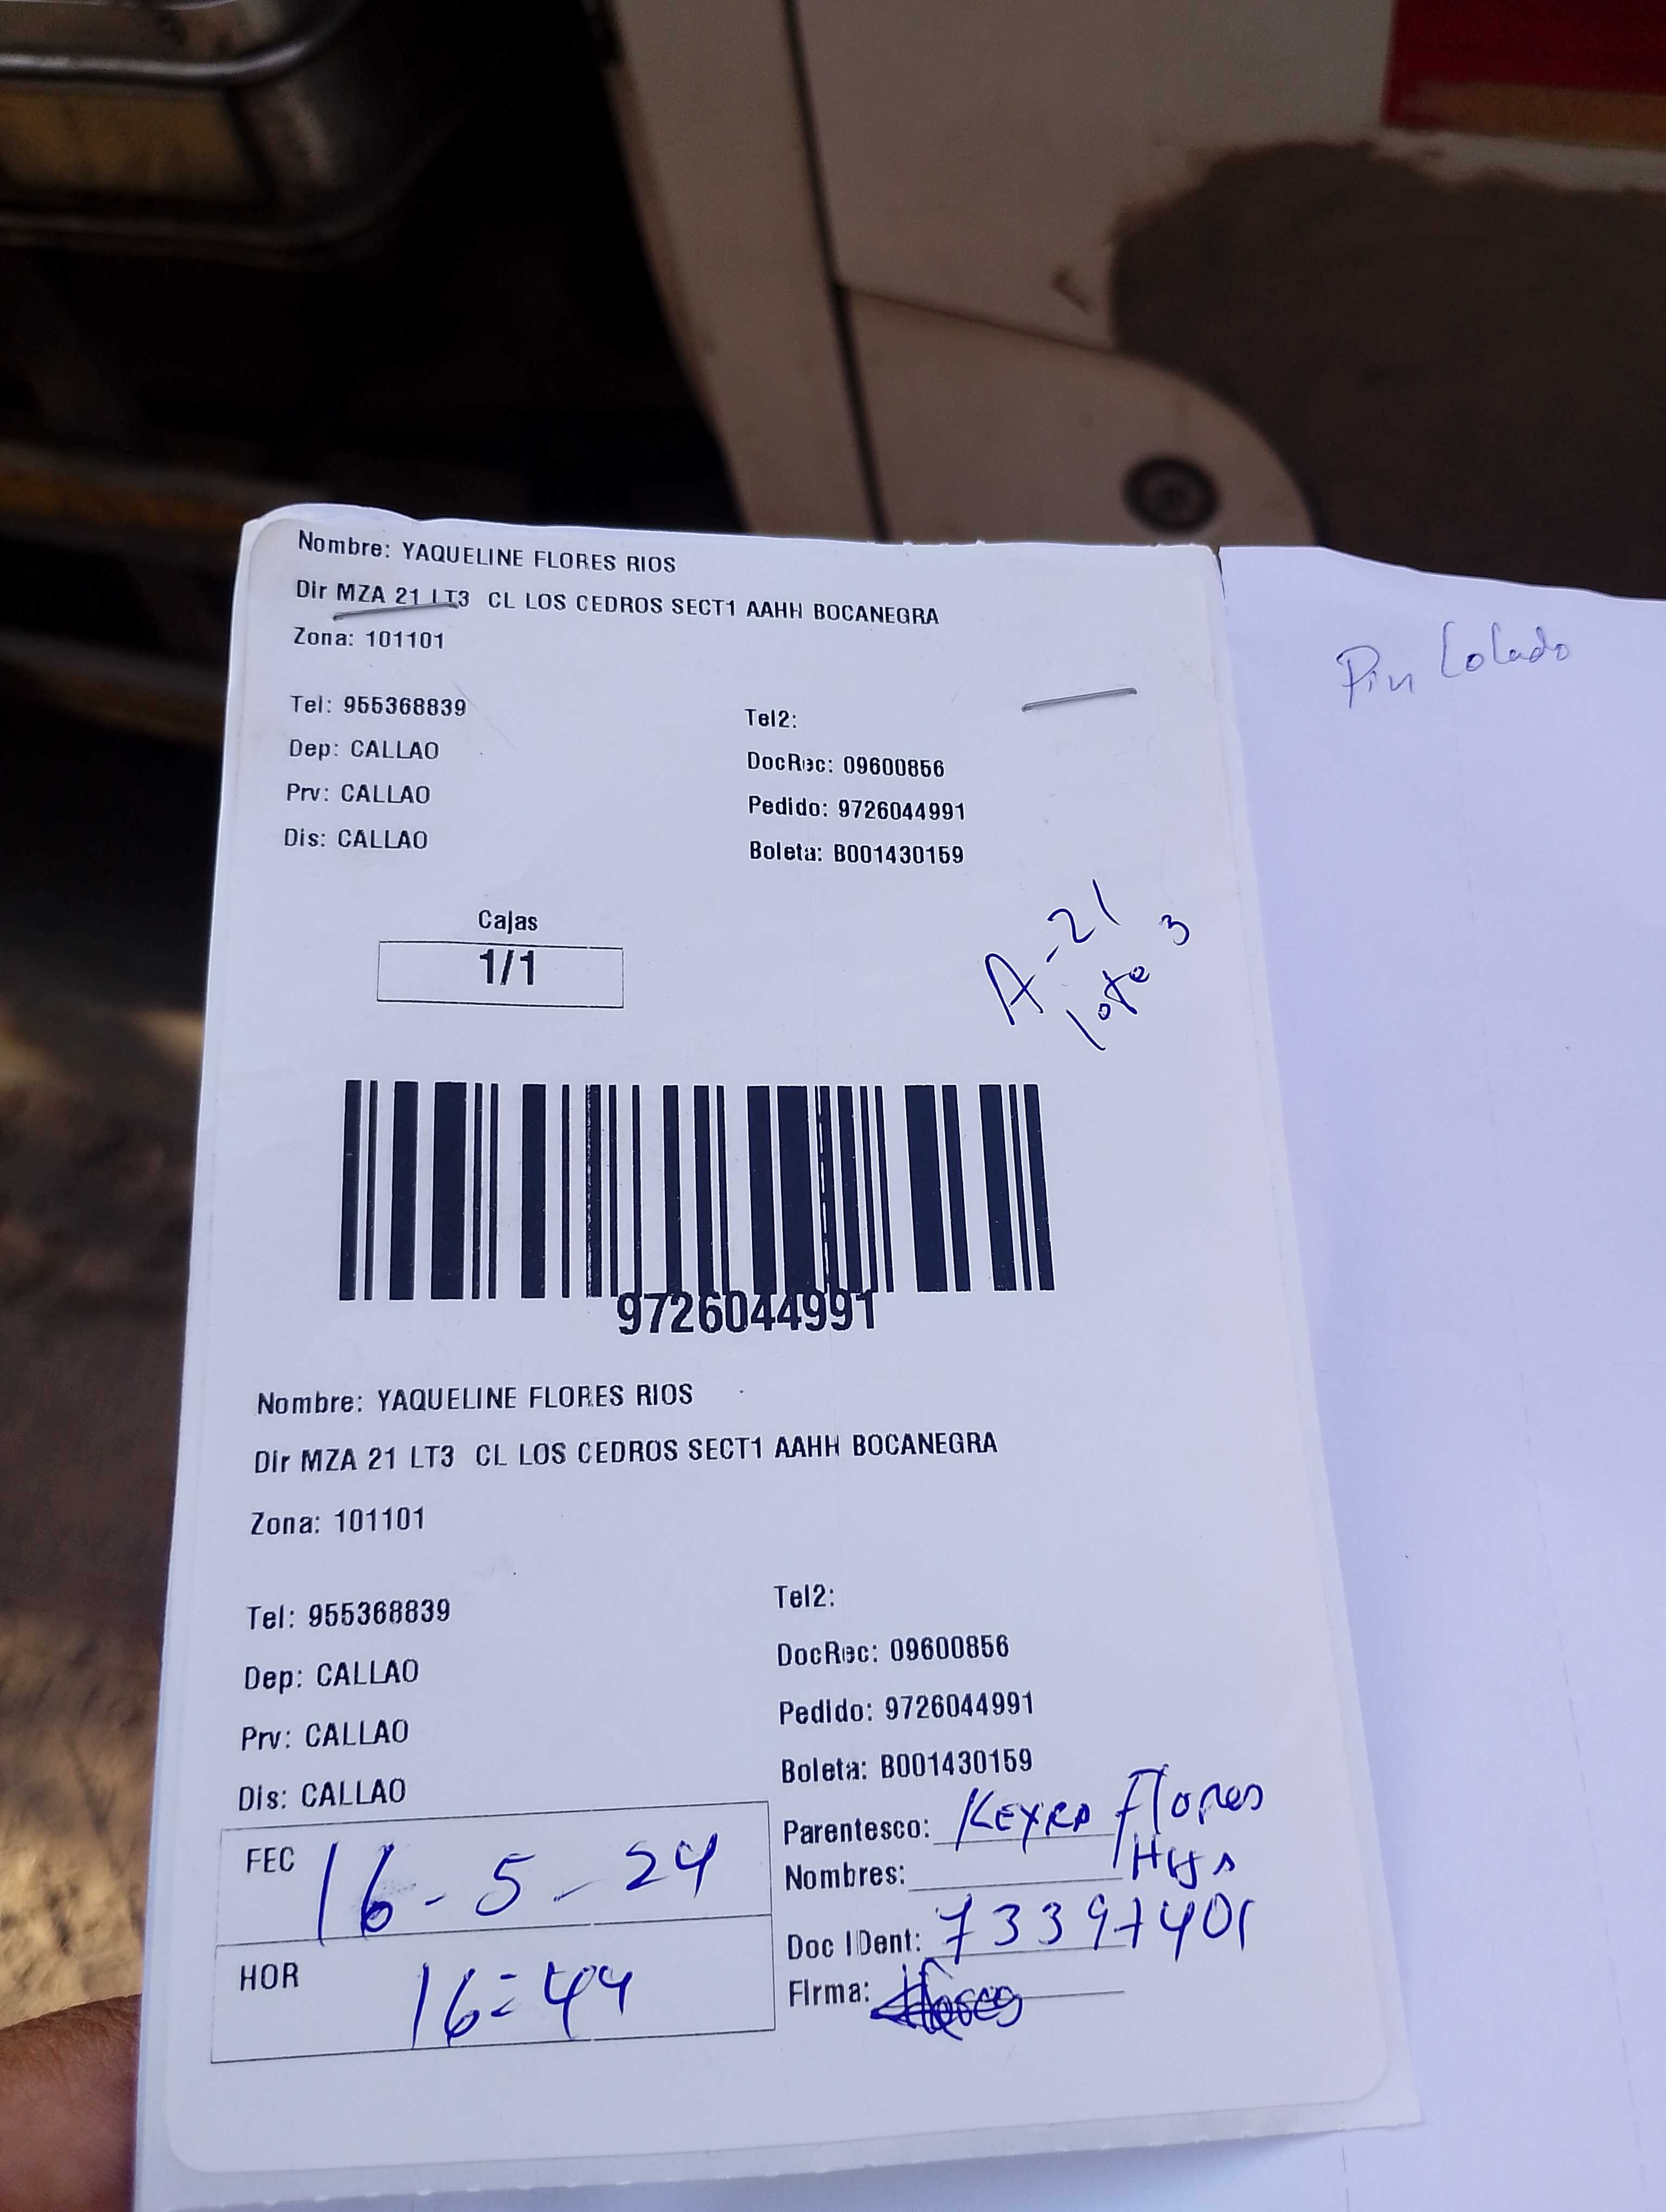 Nombre: YAQUELINE FLORES RIOS
Dir MZA 21 LT3 CL LOS CEDROS SECT1 AAHH BOCANEGRA
Zona: 101101
Pin Colado
Tel: 955368839
Tel2:
Dep: CALLAO
DocRec: 09600856
Prv: CALLAO
Pedido: 9726044991
Dis: CALLAO
Boleta: B001430159
Cajas
1/1
A-21
lote 3
9726044991
Nombre: YAQUELINE FLORES RIOS
Dir MZA 21 LT3 CL LOS CEDROS SECT1 AAHH BOCANEGRA
Zona: 101101
Tel: 955368839
Tel2:
Dep: CALLAO
DocRec: 09600856
Prv: CALLAO
Pedido: 9726044991
Dis: CALLAO
Boleta: B001430159
FEC 16-5-24
Parentesco: Keyra Flores
Nombres: Hija
HOR 16:44
Doc IDent: 73397401
Firma: Flores